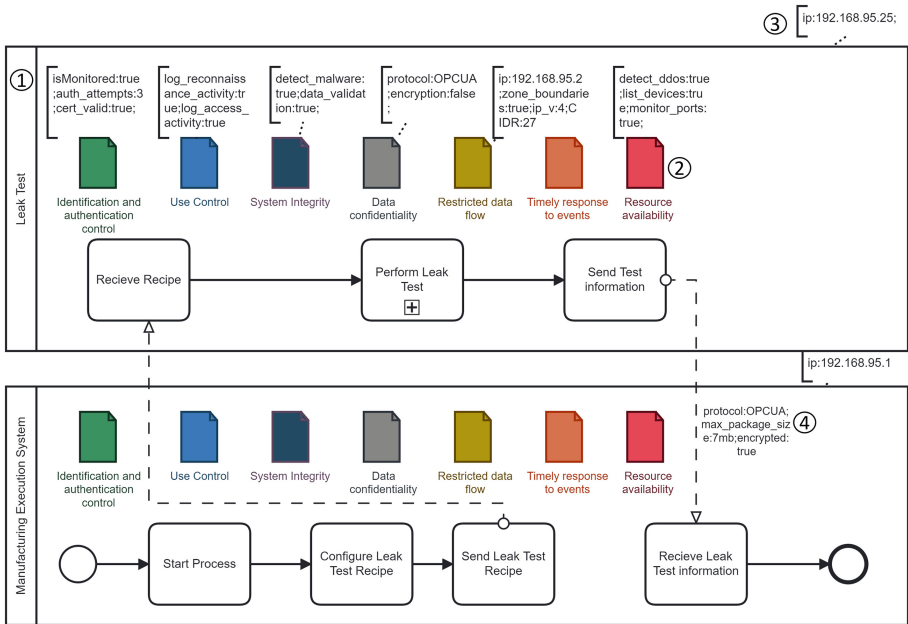 ③
ip:192.168.95.25;
①
isMonitored:true
;auth_attempts:3
;cert_valid:true;
log_reconnaiss
ance_activity:tr
ue;log_access_
activity:true
detect_malware:
true;data_validat
ion:true;
protocol:OPCUA
;encryption:false
;
ip:192.168.95.2
;zone_boundarie
s:true;ip_v:4;C
IDR:27
detect_ddos:true
;list_devices:tru
e;monitor_ports:
true;
②
Leak Test
Identification and
authentication
control
Use Control
System Integrity
Data
confidentiality
Restricted data
flow
Timely response
to events
Resource
availability
Recieve Recipe
Perform Leak
Test
Send Test
information
ip:192.168.95.1
Manufacturing Execution System
protocol:OPCUA;
max_package_siz
e:7mb;encrypted:
true
④
Identification and
authentication
control
Use Control
System Integrity
Data
confidentiality
Restricted data
flow
Timely response
to events
Resource
availability
Start Process
Configure Leak
Test Recipe
Send Leak Test
Recipe
Recieve Leak
Test information